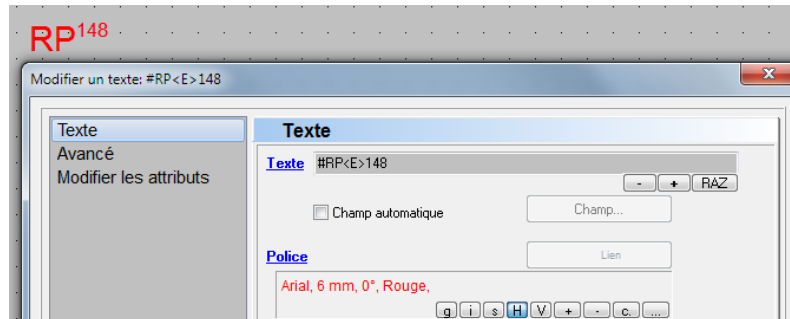 RP148
Modifier un texte: #RP<E>148
x
Texte
Avancé
Modifier les attributs
Texte
Texte #RP<E>148
- + RAZ
Champ automatique Champ...
Police Lien
Arial, 6 mm, 0°, Rouge,
g i s H V + - c. ...